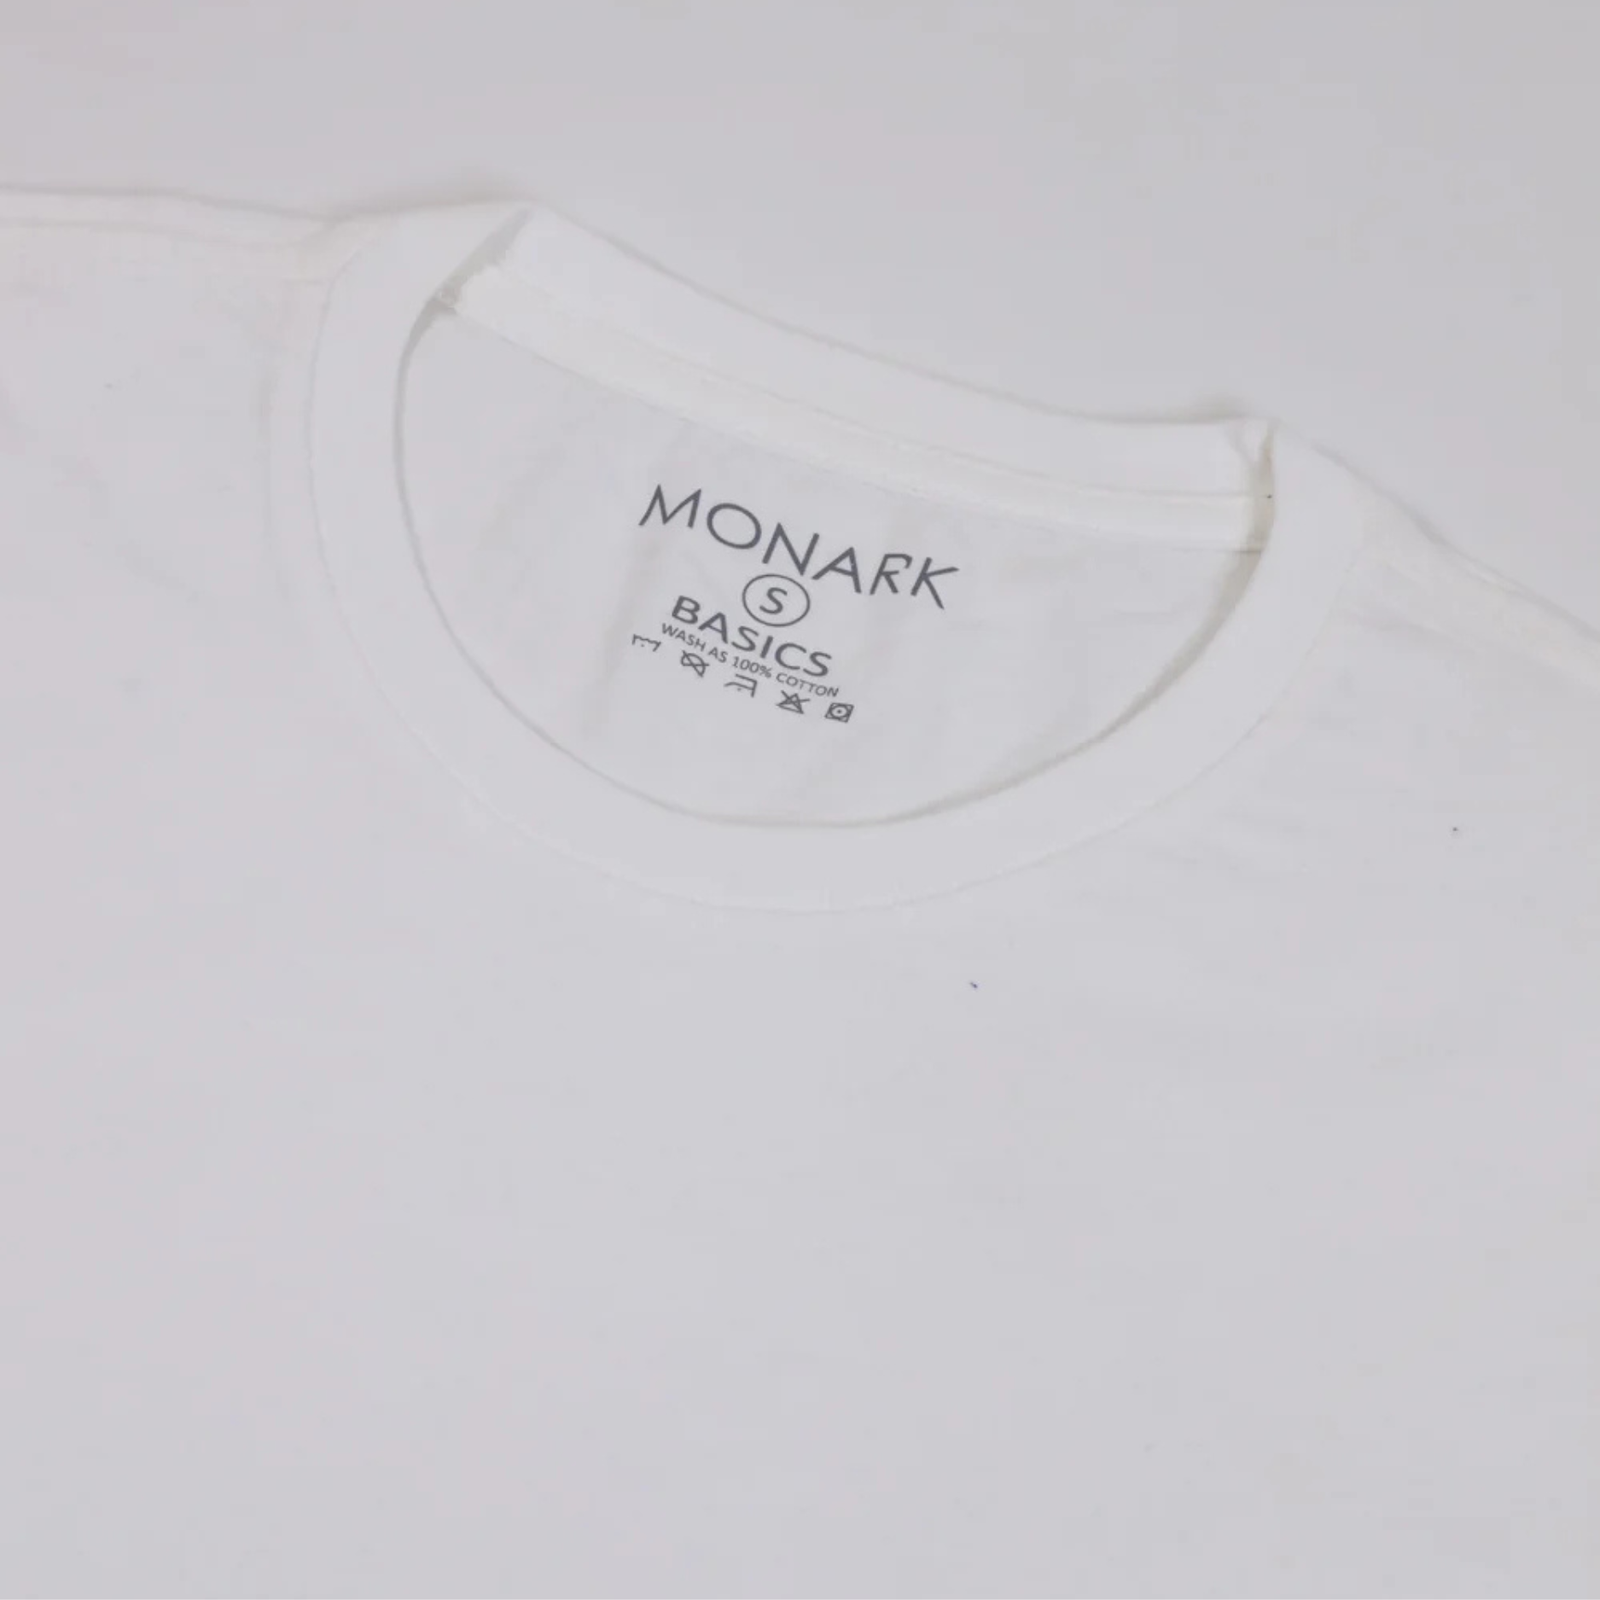 MONARK
S
BASICS
WASH AS 100% COTTON